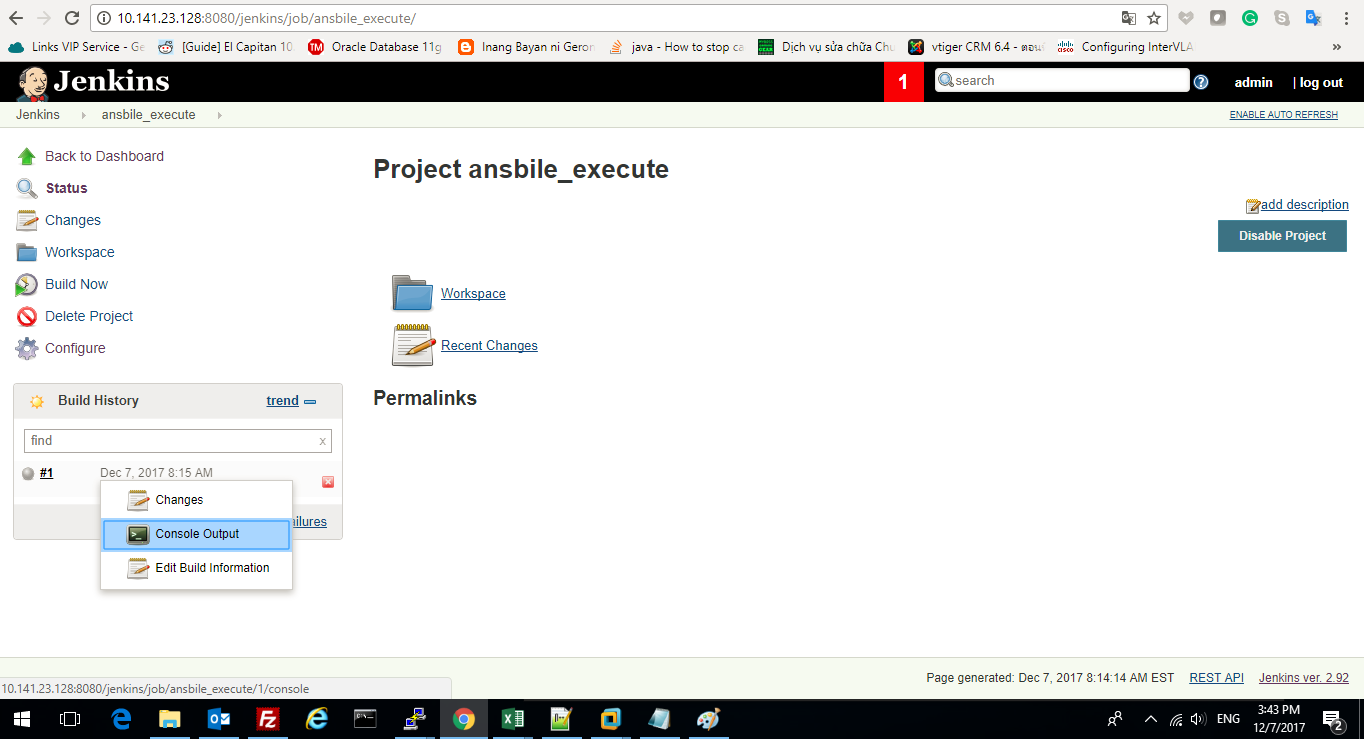 10.141.23.128:8080/jenkins/job/ansbile_execute/
Links VIP Service - Ge
[Guide] El Capitan 10.
TM
Oracle Database 11g
Inang Bayan ni Geron
java - How to stop ca
Dịch vụ sửa chữa Chu
vtiger CRM 6.4 - ตอนที่
cisco
Configuring InterVLA
»
Jenkins
1
search
?
admin
| log out
Jenkins
ansbile_execute
ENABLE AUTO REFRESH
Back to Dashboard
Status
Changes
Workspace
Build Now
Delete Project
Configure
Project ansbile_execute
add description
Disable Project
Workspace
Recent Changes
Permalinks
Build History
trend
find
x
#1
Dec 7, 2017 8:15 AM
Changes
ilures
Console Output
Edit Build Information
Page generated: Dec 7, 2017 8:14:14 AM EST
REST API
Jenkins ver. 2.92
10.141.23.128:8080/jenkins/job/ansbile_execute/1/console
ENG
3:43 PM
12/7/2017
2